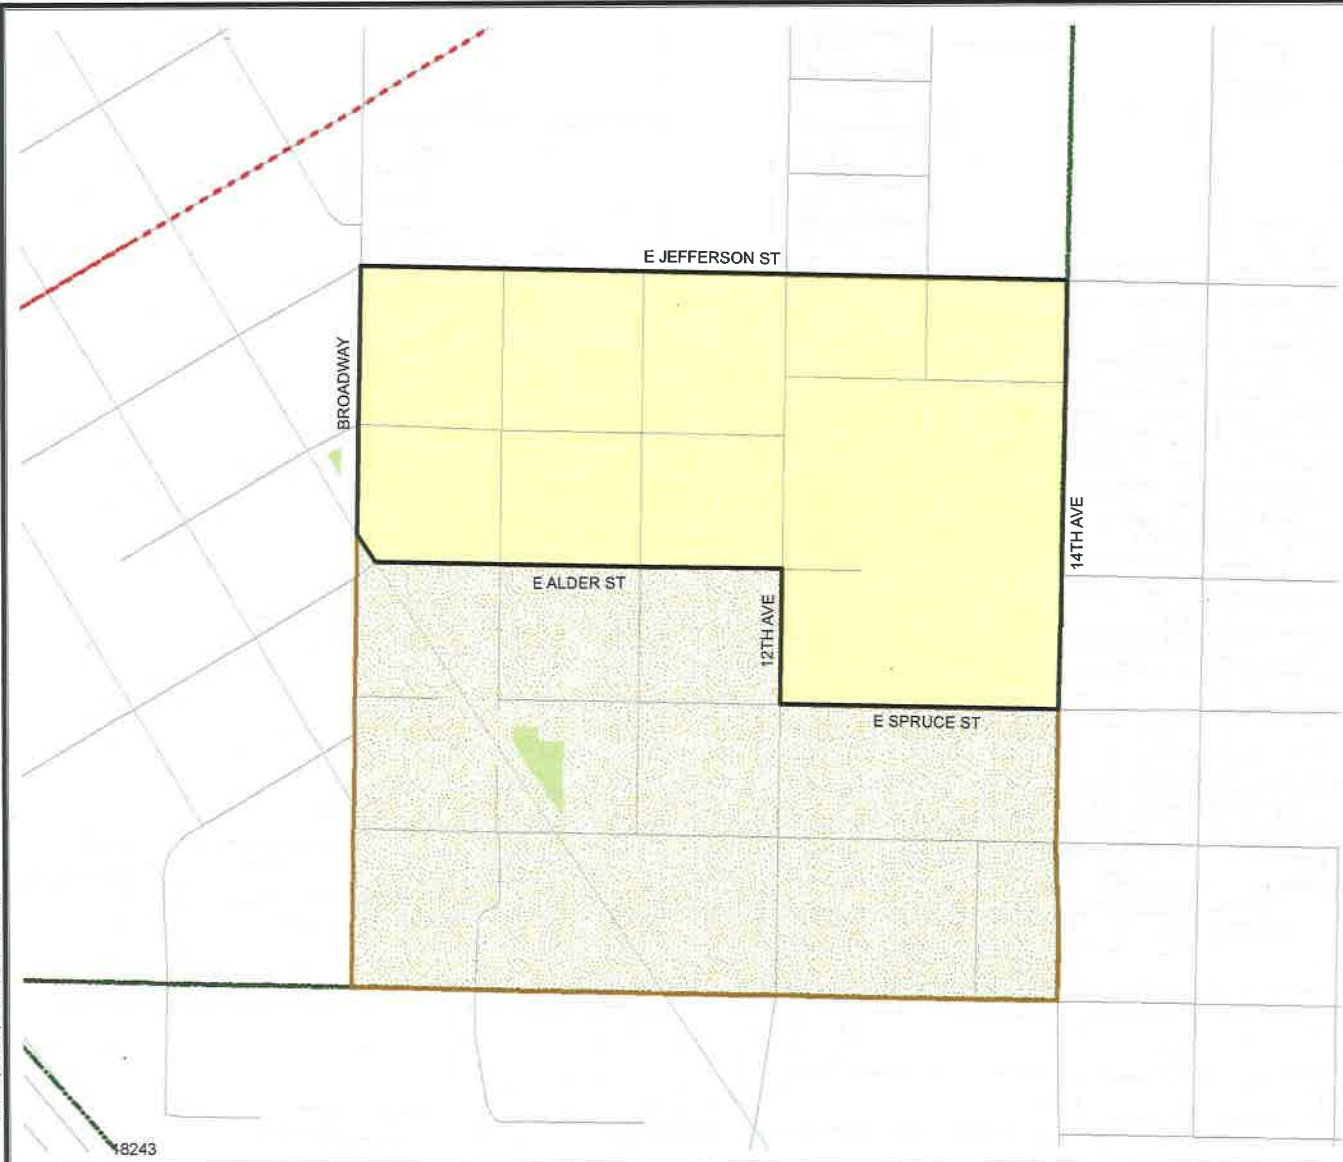 E JEFFERSON ST
BROADWAY
14TH AVE
E ALDER ST
12TH AVE
E SPRUCE ST
18243